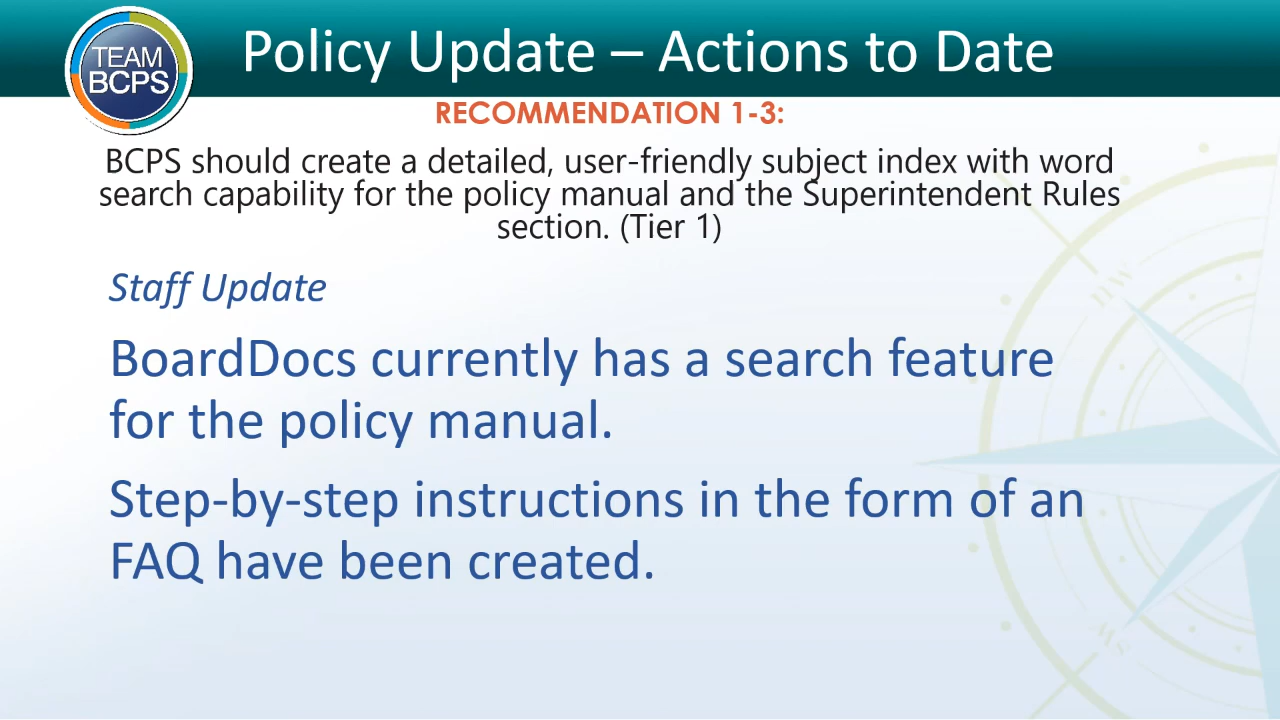 TEAM
BCPS
Policy Update – Actions to Date
RECOMMENDATION 1-3:
BCPS should create a detailed, user-friendly subject index with word
search capability for the policy manual and the Superintendent Rules
section. (Tier 1)
Staff Update
BoardDocs currently has a search feature
for the policy manual.
Step-by-step instructions in the form of an
FAQ have been created.
NW
SW